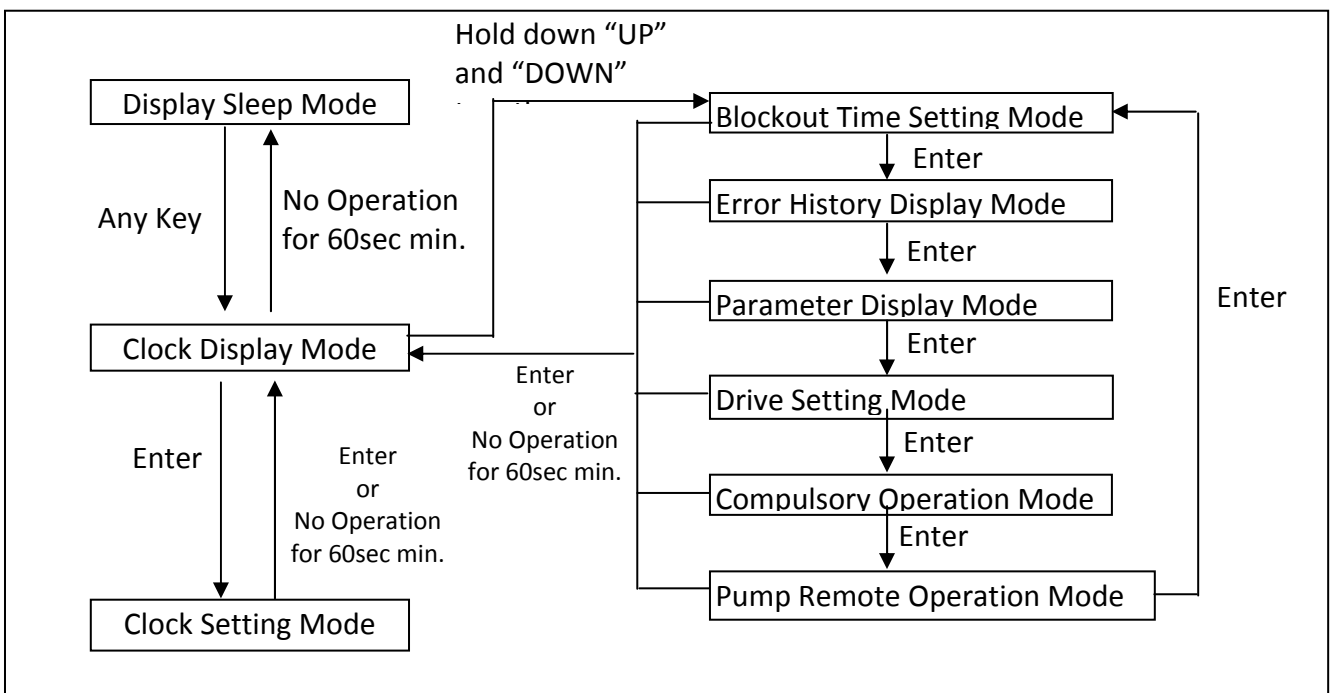 Hold down “UP”
and “DOWN”
Display Sleep Mode
Any Key
No Operation
for 60sec min.
Clock Display Mode
Enter
Enter
or
No Operation
for 60sec min.
Clock Setting Mode
Enter
or
No Operation
for 60sec min.
Blockout Time Setting Mode
Enter
Error History Display Mode
Enter
Parameter Display Mode
Enter
Drive Setting Mode
Enter
Compulsory Operation Mode
Enter
Pump Remote Operation Mode
Enter